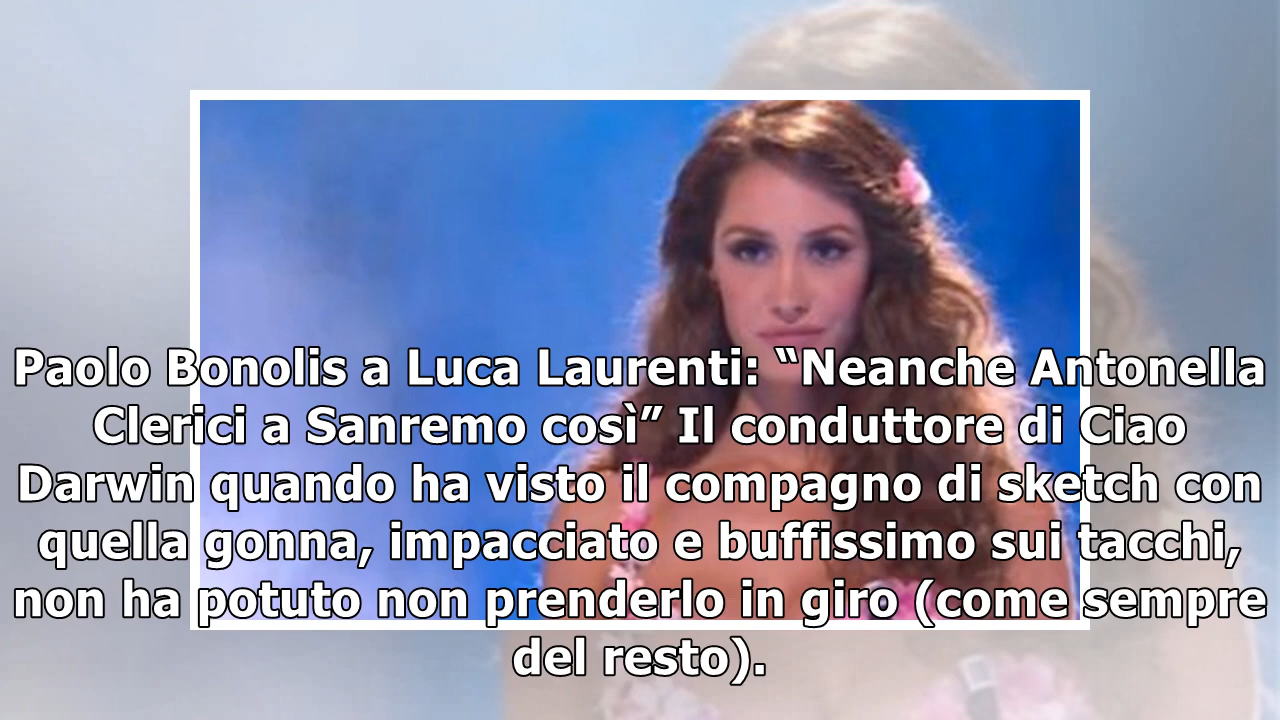 Paolo Bonolis a Luca Laurenti: “Neanche Antonella
Clerici a Sanremo così” Il conduttore di Ciao
Darwin quando ha visto il compagno di sketch con
quella gonna, impacciato e buffissimo sui tacchi,
non ha potuto non prenderlo in giro (come sempre
del resto).